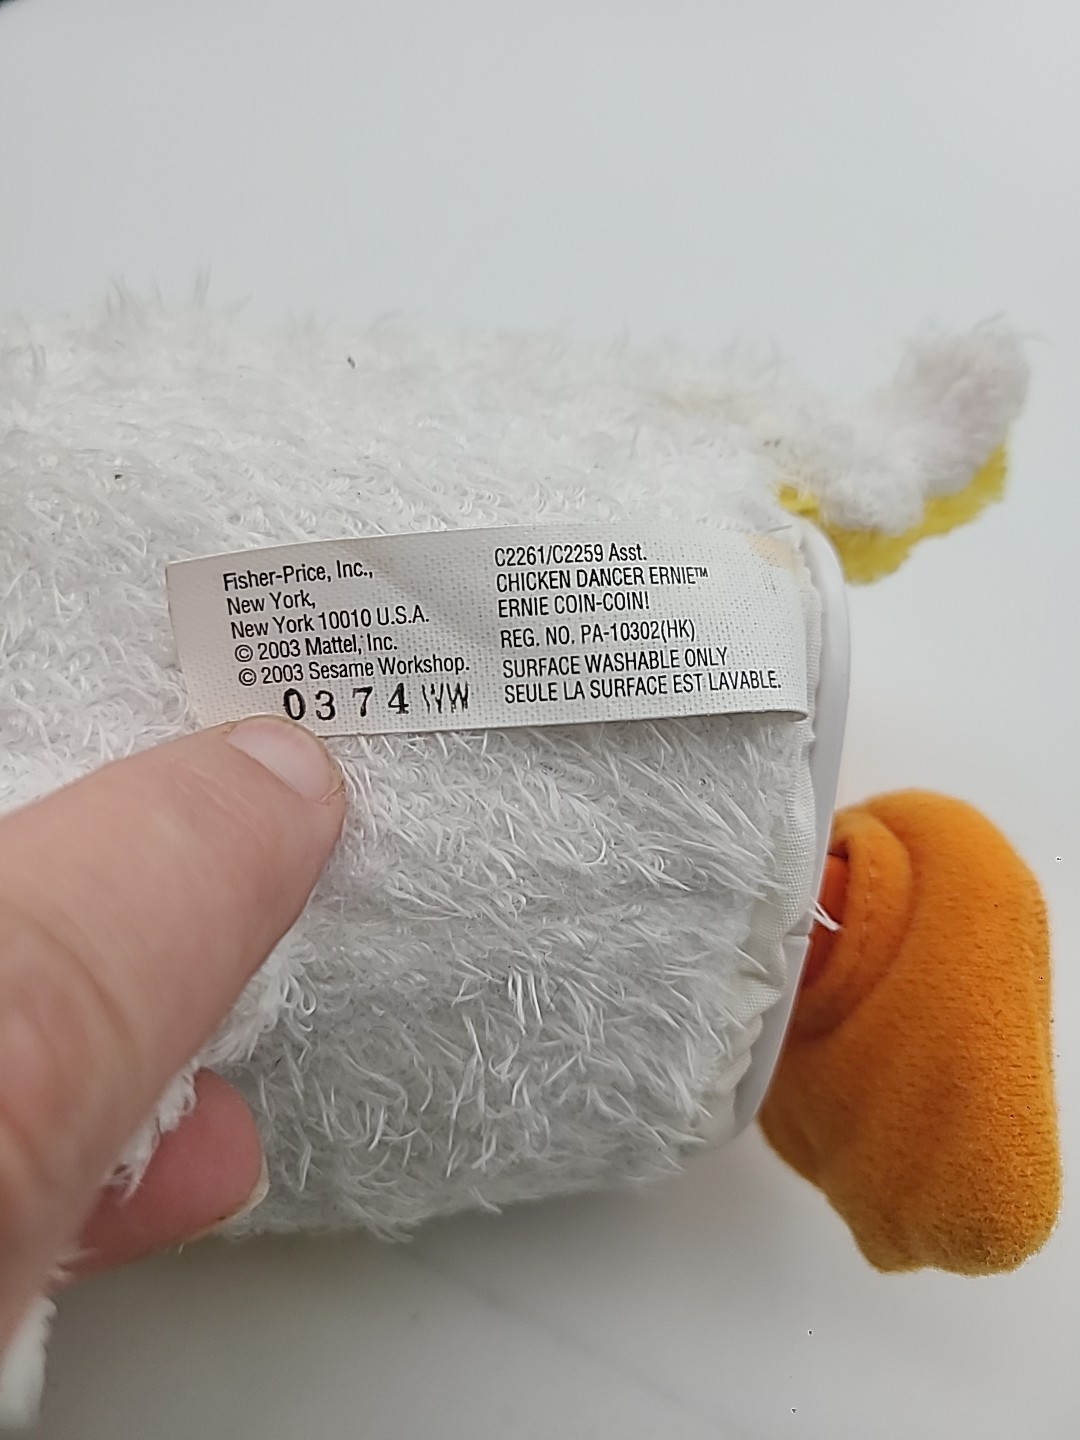 Fisher-Price, Inc.,
New York,
New York 10010 U.S.A.
© 2003 Mattel, Inc.
© 2003 Sesame Workshop.
0374 WW
C2261/C2259 Asst.
CHICKEN DANCER ERNIE™
ERNIE COIN-COIN!
REG. NO. PA-10302(HK)
SURFACE WASHABLE ONLY
SEULE LA SURFACE EST LAVABLE.